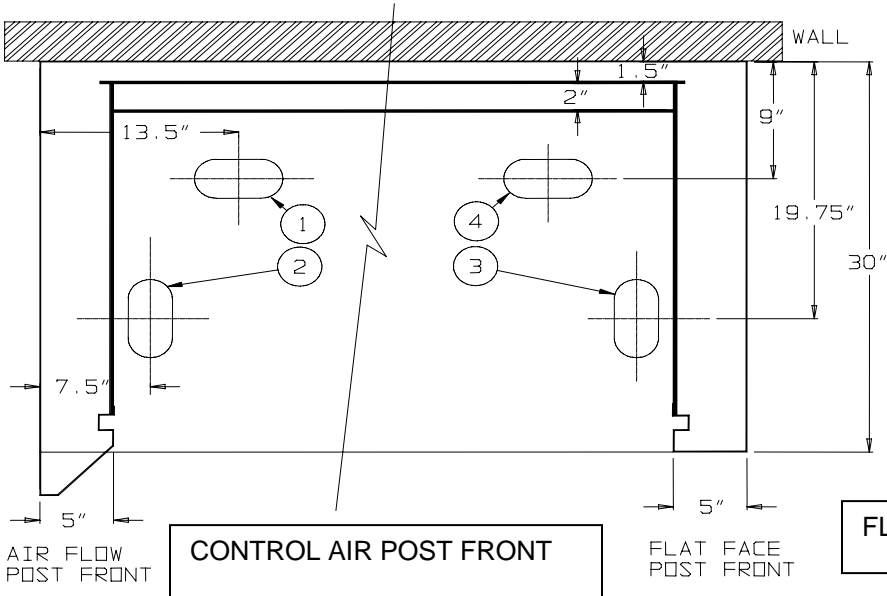 WALL
1.5"
2"
9"
13.5"
1
4
19.75"
2
3
30"
7.5"
5"
5"
AIR FLOW
POST FRONT
CONTROL AIR POST FRONT
FLAT FACE
POST FRONT